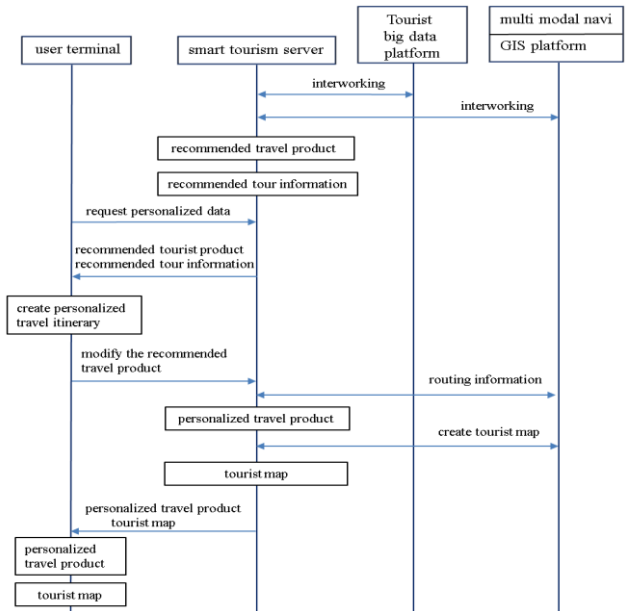 user terminal
smart tourism server
Tourist
big data
platform
multi modal navi
GIS platform
interworking
interworking
recommended travel product
recommended tour information
request personalized data
recommended tourist product
recommended tour information
create personalized
travel itinerary
modify the recommended
travel product
routing information
personalized travel product
create tourist map
tourist map
personalized travel product
tourist map
personalized
travel product
tourist map